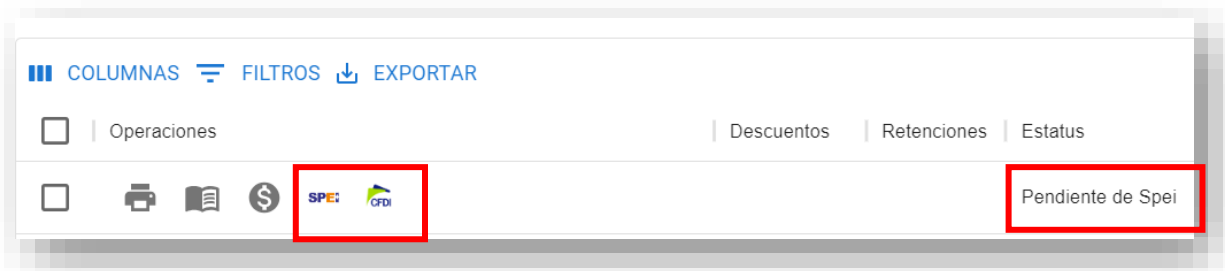 COLUMNAS FILTROS EXPORTAR
Operaciones Descuentos Retenciones Estatus
$ SPEI CFDI Pendiente de Spei